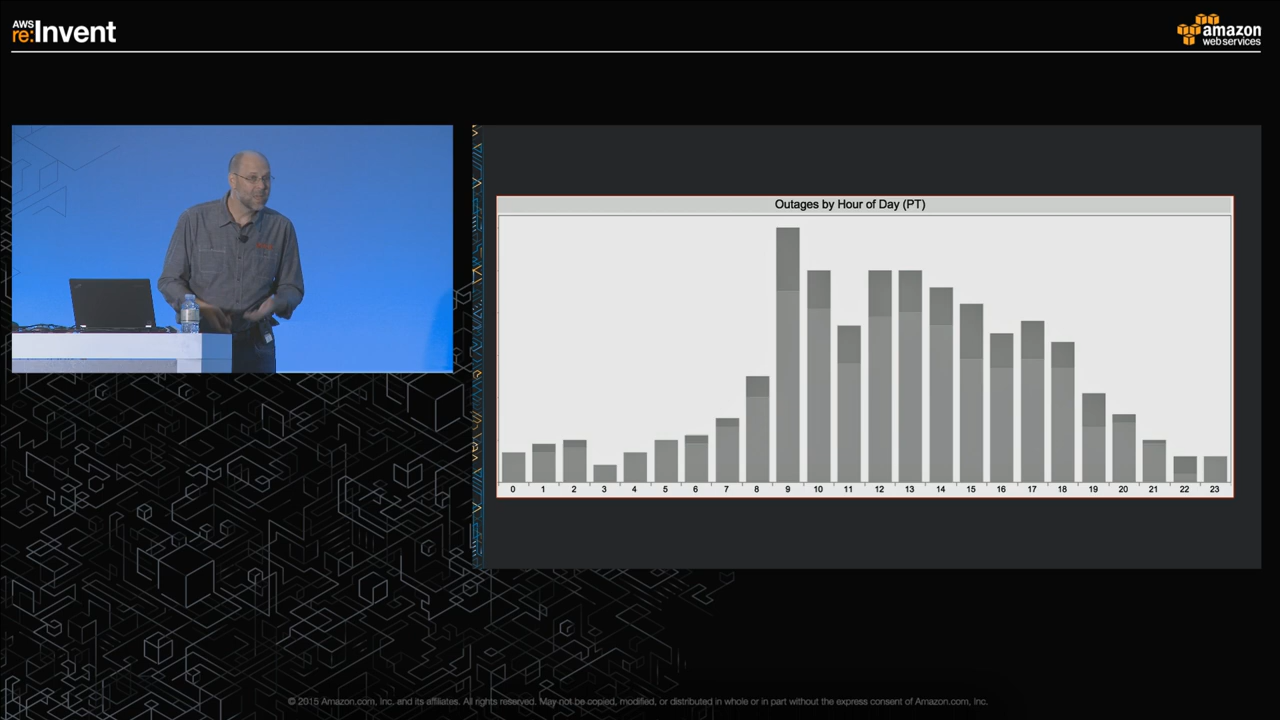 AWS
re:Invent
amazon
webservices
Outages by Hour of Day (PT)
0 1 2 3 4 5 6 7 8 9 10 11 12 13 14 15 16 17 18 19 20 21 22 23
© 2015 Amazon.com, Inc. and its affiliates. All rights reserved. May not be copied, modified, or distributed in whole or in part without the express consent of Amazon.com, Inc.